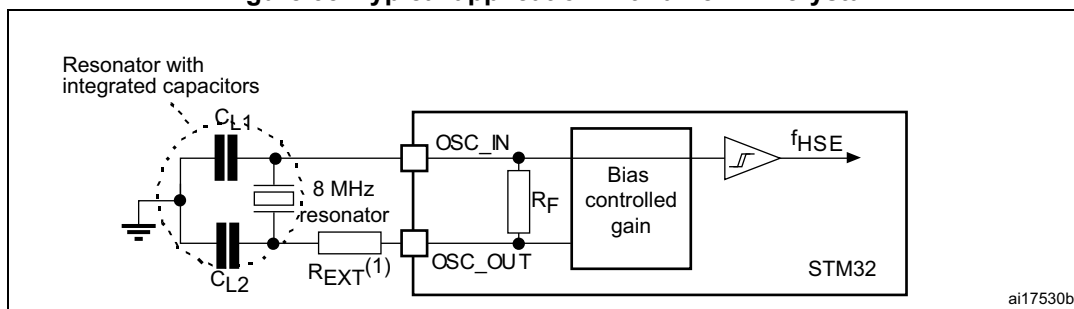 Resonator with
integrated capacitors
CL1
OSC_IN
fHSE
8 MHz
resonator
RF
Bias
controlled
gain
REXT(1)
OSC_OUT
STM32
CL2
ai17530b